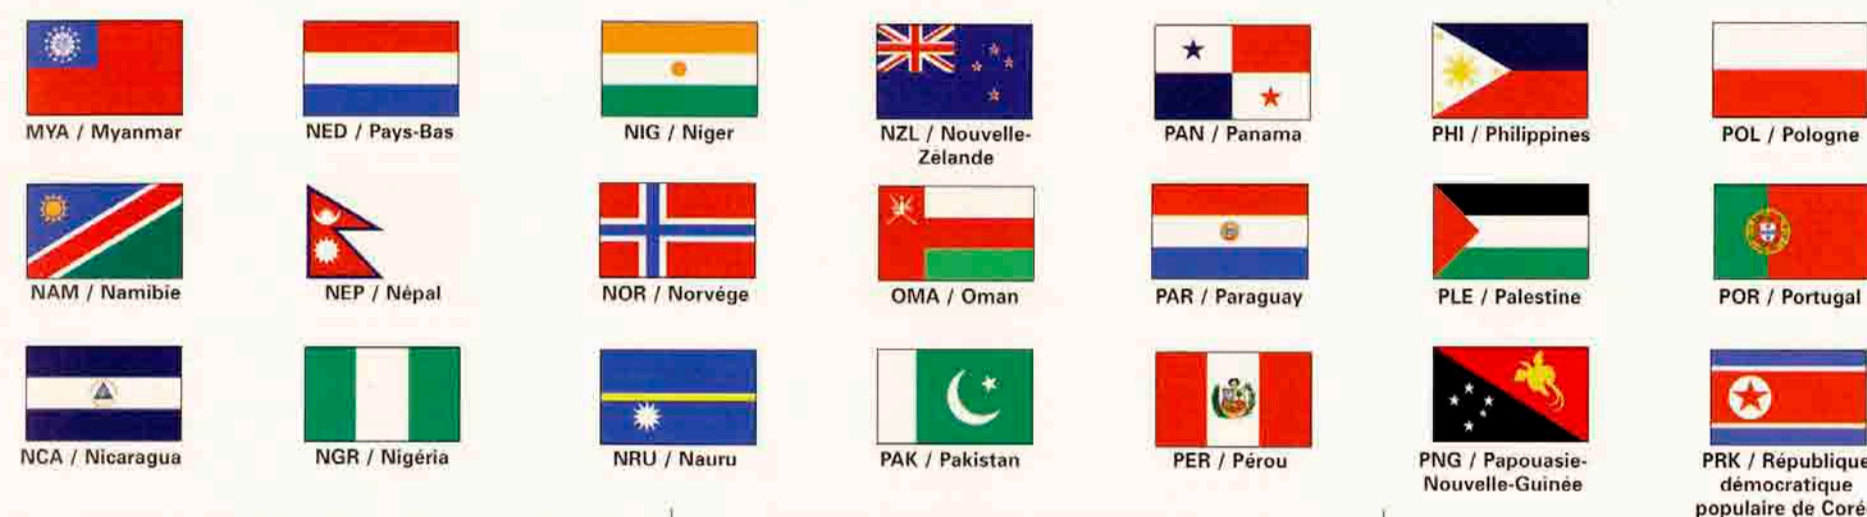 MYA / Myanmar
NED / Pays-Bas
NIG / Niger
NZL / Nouvelle-
Zélande
PAN / Panama
PHI / Philippines
POL / Pologne
NAM / Namibie
NEP / Népal
NOR / Norvége
OMA / Oman
PAR / Paraguay
PLE / Palestine
POR / Portugal
NCA / Nicaragua
NGR / Nigéria
NRU / Nauru
PAK / Pakistan
PER / Pérou
PNG / Papouasie-
Nouvelle-Guinée
PRK / République
démocratique
populaire de Coré